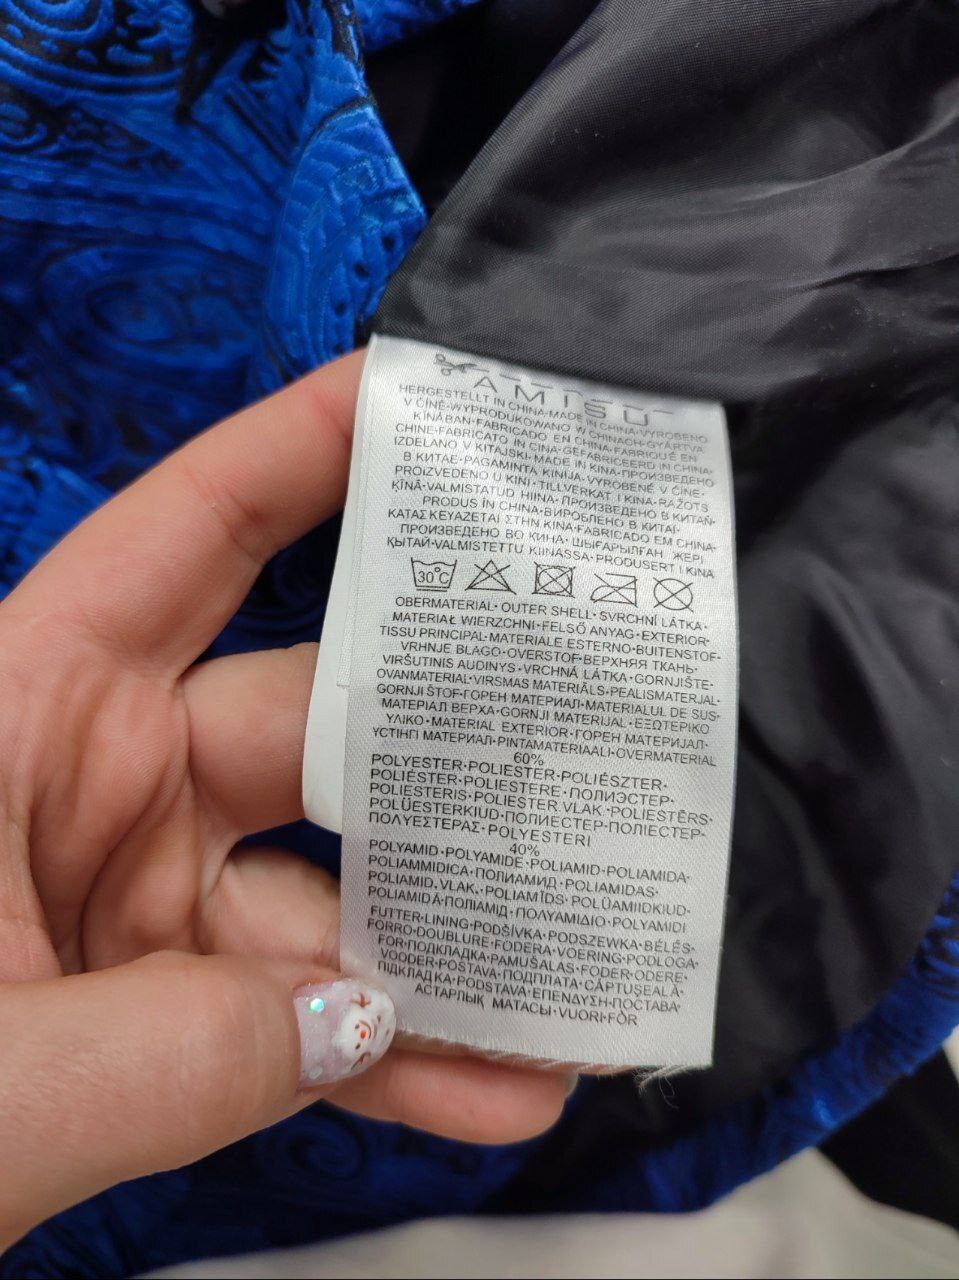 AMISU
HERGESTELLT IN CHINA·MADE IN CHINA·VYROBENO
V ČÍNĚ·WYPRODUKOWANO W CHINACH·GYÁRTVA
KÍNÁBAN·FABRICADO EN CHINA·FABRIQUÉ EN
CHINE·FABRICATO IN CINA·GEFABRICEERD IN CHINA·
IZDELANO V KITAJSKI·MADE IN KINA·ПРОИЗВЕДЕНО
В КИТАЕ·PAGAMINTA KINIJA·VYROBENÉ V ČÍNE·
PROIZVEDENO U KINI·TILLVERKAT I KINA·RAŽOTS
ĶĪNĀ·VALMISTATUD HIINA·ПРОИЗВЕДЕНО В КИТАЙ·
PRODUS ÎN CHINA·ВИРОБЛЕНО В КИТАЇ·
ΚΑΤΑΣΚΕΥΑΖΕΤΑΙ ΣΤΗΝ ΚΙΝΑ·FABRICADO EM CHINA·
ПРОИЗВЕДЕНО ВО КИНА·ШЫҒАРЫЛҒАН ЖЕРІ
ҚЫТАЙ·VALMISTETTU KIINASSA·PRODUSERT I KINA
30°C
OBERMATERIAL·OUTER SHELL·SVRCHNÍ LÁTKA·
MATERIAŁ WIERZCHNI·FELSŐ ANYAG·EXTERIOR·
TISSU PRINCIPAL·MATERIALE ESTERNO·BUITENSTOF·
VRHNJE BLAGO·OVERSTOF·ВЕРХНЯЯ ТКАНЬ·
VIRŠUTINIS AUDINYS·VRCHNÁ LÁTKA·GORNJIŠTE·
OVANMATERIAL·VIRSMAS MATERIĀLS·PEALISMATERJAL·
GORNJI ŠTOF·ГОРЕН МАТЕРИАЛ·MATERIALUL DE SUS·
МАТЕРІАЛ ВЕРХА·GORNJI MATERIJAL·ΕΞΩΤΕΡΙΚΟ
ΥΛΙΚΟ·MATERIAL EXTERIOR·ГОРЕН МАТЕРИЈАЛ·
ҮСТІҢГІ МАТЕРИАЛ·PINTAMATERIAALI·OVERMATERIAL
60%
POLYESTER·POLIESTER·POLIÉSZTER·
POLIÉSTER·POLIESTERE·ПОЛИЭСТЕР·
POLIESTERIS·POLIESTER VLAK·POLIESTĒRS·
POLÜESTERKIUD·ПОЛИЕСТЕР·ПОЛІЕСТЕР·
ΠΟΛΥΕΣΤΕΡΑΣ·POLYESTERI
40%
POLYAMID·POLYAMIDE·POLIAMID·POLIAMIDA·
POLIAMMIDICA·ПОЛИАМИД·POLIAMIDAS·
POLIAMID. VLAK.·POLIAMĪDS·POLÜAMIIDKIUD·
POLIAMIDĂ·ПОЛІАМІД·ΠΟΛΥΑΜΙΔΙΟ·POLYAMIDI
FUTTER·LINING·PODŠÍVKA·PODSZEWKA·BÉLÉS·
FORRO·DOUBLURE·FODERA·VOERING·PODLOGA·
FOR·ПОДКЛАДКА·PAMUŠALAS·FODER·ODERE·
VOODER·POSTAVA·ПОДПЛАТА·CĂPTUŞEALĂ·
ПІДКЛАДКА·PODSTAVA·ΕΠΕΝΔΥΣΗ·ПОСТАВА·
АСТАРЛЫҚ МАТАСЫ·VUORI·FÔR